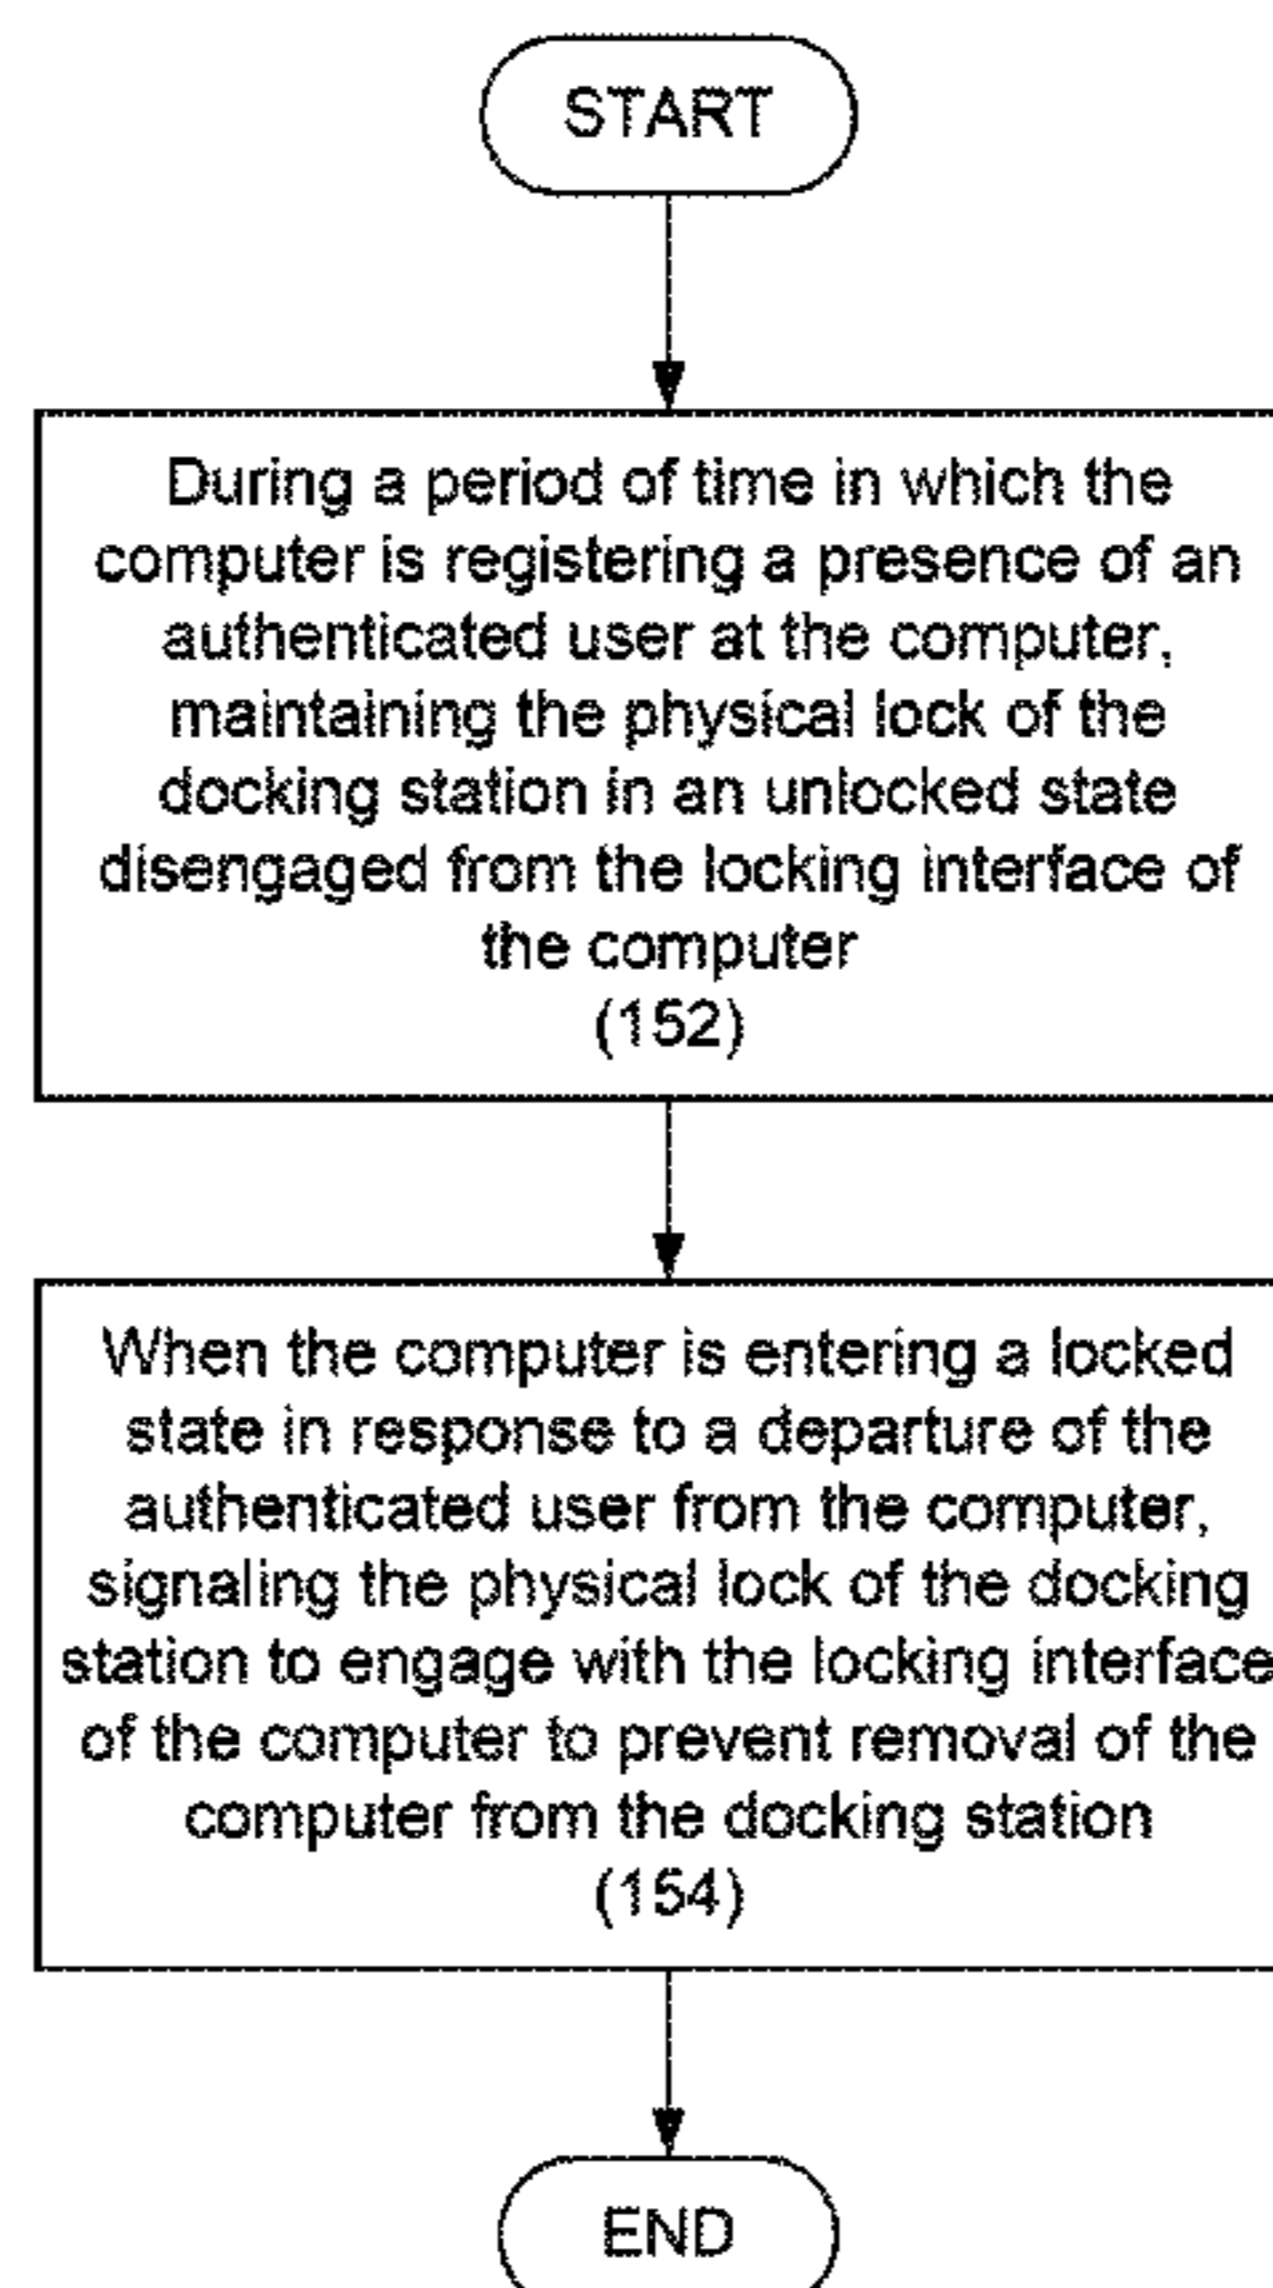 START
During a period of time in which the
computer is registering a presence of an
authenticated user at the computer,
maintaining the physical lock of the
docking station in an unlocked state
disengaged from the locking interface of
the computer
(152)
When the computer is entering a locked
state in response to a departure of the
authenticated user from the computer,
signaling the physical lock of the docking
station to engage with the locking interface
of the computer to prevent removal of the
computer from the docking station
(154)
END